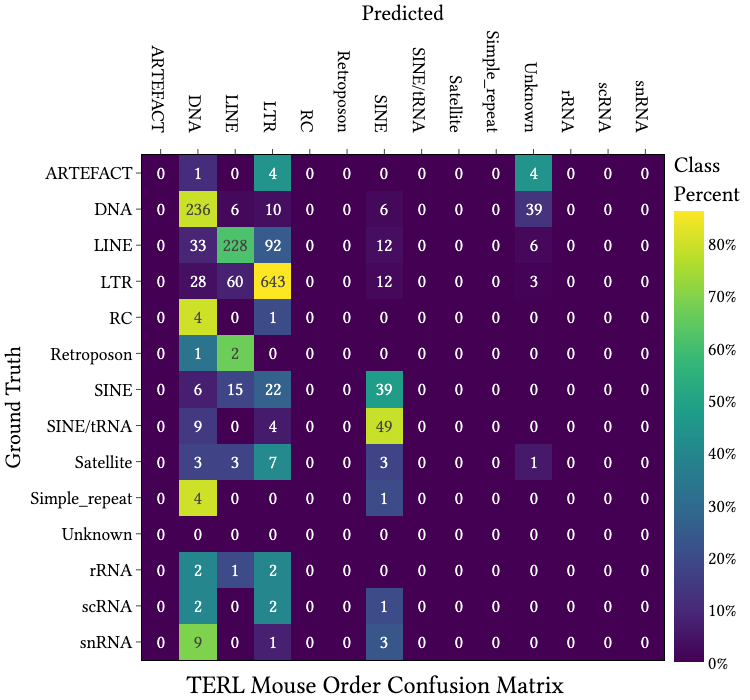 Predicted
ARTEFACT DNA LINE LTR RC Retroposon SINE SINE/tRNA Satellite Simple_repeat Unknown rRNA scRNA snRNA
Ground Truth
ARTEFACT 0 1 0 4 0 0 0 0 0 0 4 0 0 0
DNA 0 236 6 10 0 0 6 0 0 0 39 0 0 0
LINE 0 33 228 92 0 0 12 0 0 0 6 0 0 0
LTR 0 28 60 643 0 0 12 0 0 0 3 0 0 0
RC 0 4 0 1 0 0 0 0 0 0 0 0 0 0
Retroposon 0 1 2 0 0 0 0 0 0 0 0 0 0 0
SINE 0 6 15 22 0 0 39 0 0 0 0 0 0 0
SINE/tRNA 0 9 0 4 0 0 49 0 0 0 0 0 0 0
Satellite 0 3 3 7 0 0 3 0 0 0 1 0 0 0
Simple_repeat 0 4 0 0 0 0 1 0 0 0 0 0 0 0
Unknown 0 0 0 0 0 0 0 0 0 0 0 0 0 0
rRNA 0 2 1 2 0 0 0 0 0 0 0 0 0 0
scRNA 0 2 0 2 0 0 1 0 0 0 0 0 0 0
snRNA 0 9 0 1 0 0 3 0 0 0 0 0 0 0
Class
Percent
80%
70%
60%
50%
40%
30%
20%
10%
0%
TERL Mouse Order Confusion Matrix